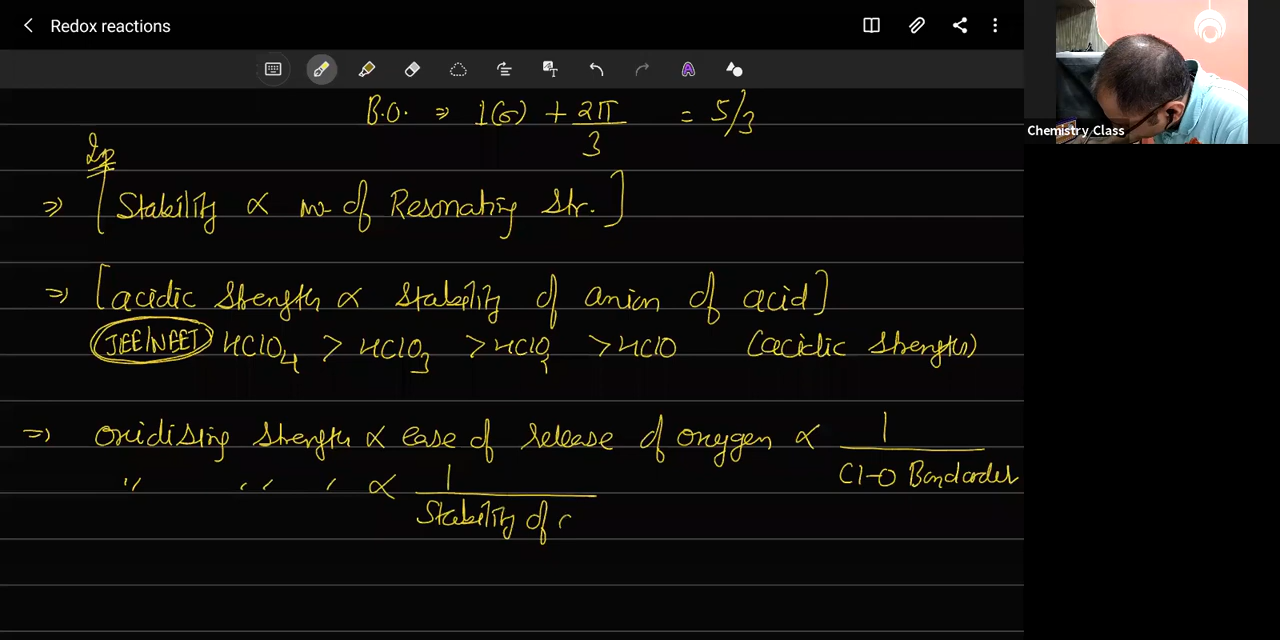 Redox reactions
Chemistry Class
B.O. ⇒ 1(σ) + 2π/3 = 5/3
Imp
⇒ [Stability ∝ no of Resonating Str.]
⇒ [acidic strength ∝ stability of anion of acid]
JEE/NEET HClO4 > HClO3 > HClO2 > HClO (acidic strength)
⇒ oxidising strength ∝ ease of release of oxygen ∝ 1/Cl-O Bond order
" " " ∝ 1/Stability of